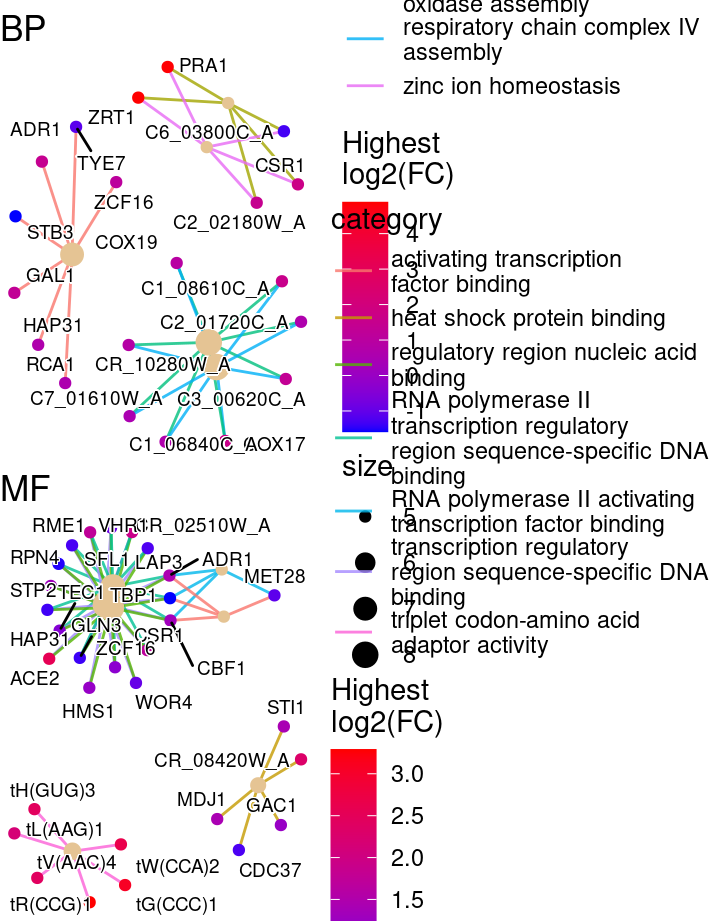 BP
oxidase assembly
respiratory chain complex IV
assembly
zinc ion homeostasis
PRA1
ZRT1
ADR1
C6_03800C_A
TYE7
CSR1
ZCF16
C2_02180W_A
STB3
COX19
GAL1
C1_08610C_A
HAP31
C2_01720C_A
RCA1
CR_10280W_A
C7_01610W_A
C3_00620C_A
C1_06840C_A
COX17
Highest
log2(FC)
4
3
2
1
0
-1
category
activating transcription
factor binding
heat shock protein binding
regulatory region nucleic acid
binding
RNA polymerase II
transcription regulatory
region sequence-specific DNA
binding
RNA polymerase II activating
transcription factor binding
transcription regulatory
region sequence-specific DNA
binding
triplet codon-amino acid
adaptor activity
size
5
6
7
8
MF
RME1
VHR1
CR_02510W_A
RPN4
SFL1
LAP3
ADR1
MET28
STP2
TEC1
TBP1
GLN3
HAP31
CSR1
ZCF16
CBF1
ACE2
WOR4
HMS1
STI1
CR_08420W_A
MDJ1
GAC1
CDC37
tH(GUG)3
tL(AAG)1
tV(AAC)4
tW(CCA)2
tR(CCG)1
tG(CCC)1
Highest
log2(FC)
3.0
2.5
2.0
1.5